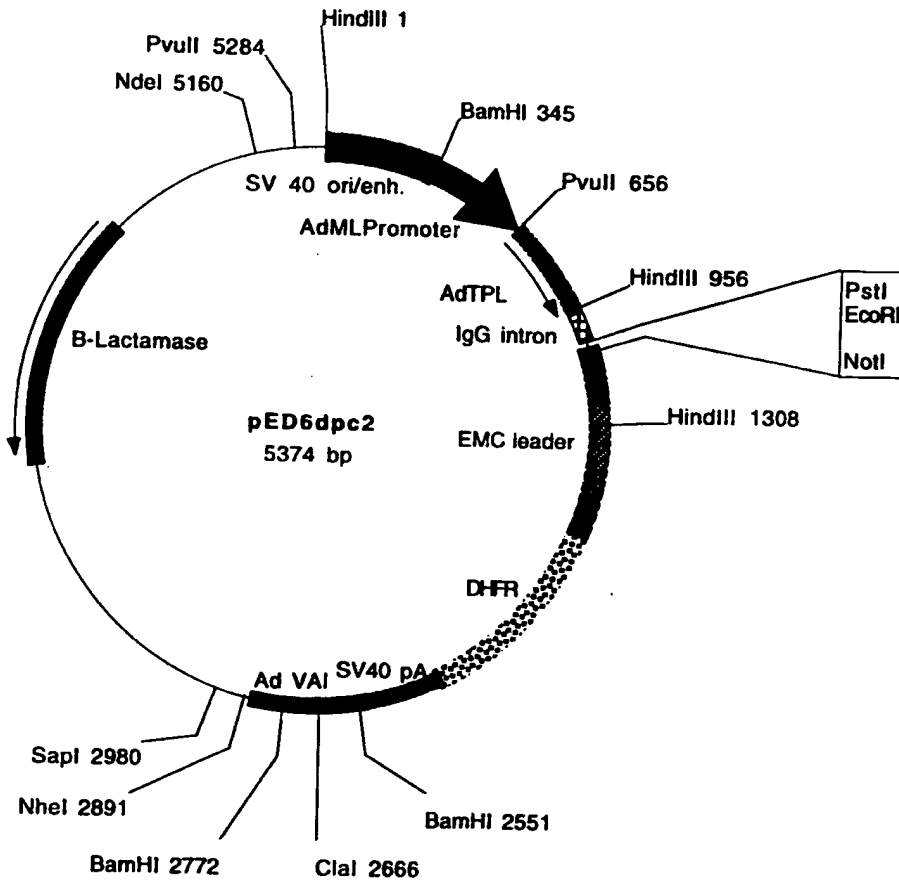 HindIII 1
PvuII 5284
NdeI 5160
BamHI 345
SV 40 ori/enh.
PvuII 656
AdMLPromoter
HindIII 956
AdTPL
PstI
EcoRI
IgG intron
B-Lactamase
NotI
pED6dpc2
EMC leader
HindIII 1308
5374 bp
DHFR
Ad VAI
SV40 pA
SapI 2980
NheI 2891
BamHI 2551
BamHI 2772
ClaI 2666